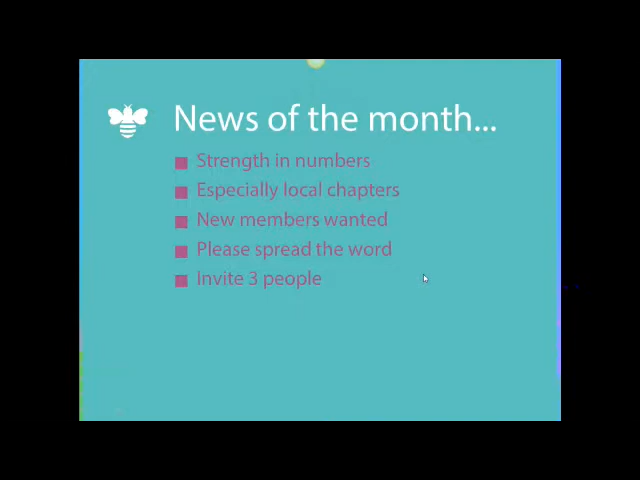 News of the month...
Strength in numbers
Especially local chapters
New members wanted
Please spread the word
Invite 3 people